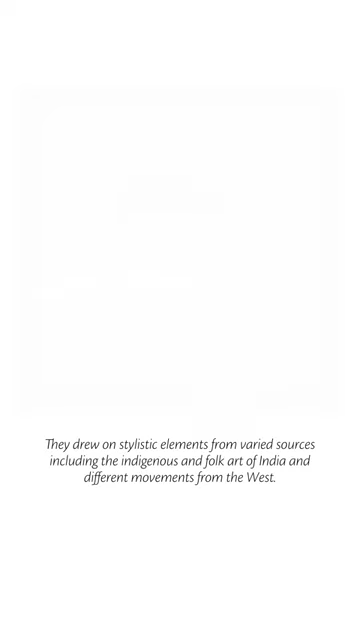 They drew on stylistic elements from varied sources
including the indigenous and folk art of India and
different movements from the West.